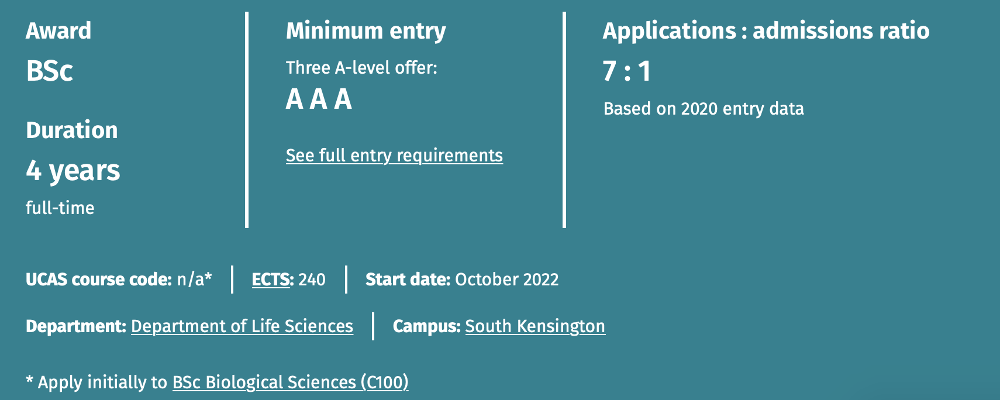 Award
BSc
Duration
4 years
full-time
Minimum entry
Three A-level offer:
A A A
See full entry requirements
Applications : admissions ratio
7 : 1
Based on 2020 entry data
UCAS course code: n/a* ECTS: 240 Start date: October 2022
Department: Department of Life Sciences Campus: South Kensington
* Apply initially to BSc Biological Sciences (C100)